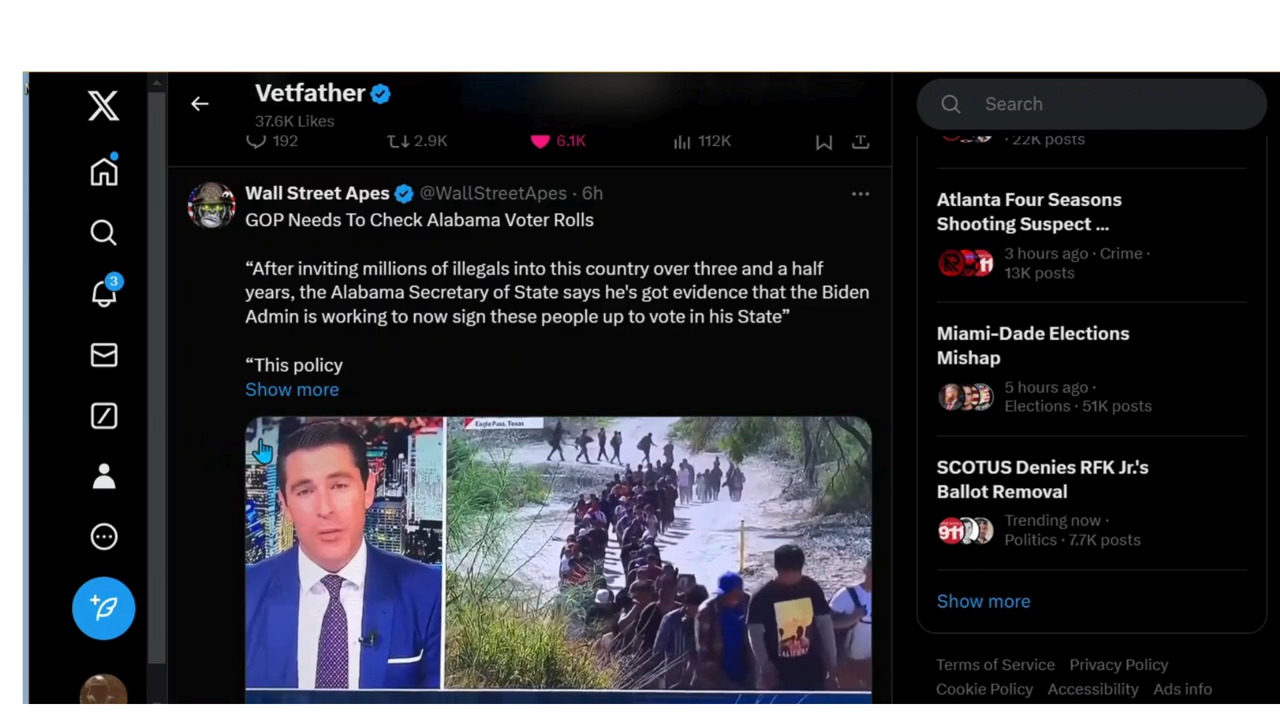 Vetfather
37.6K Likes
192 2.9K 6.1K 112K
Wall Street Apes @WallStreetApes · 6h
GOP Needs To Check Alabama Voter Rolls
“After inviting millions of illegals into this country over three and a half
years, the Alabama Secretary of State says he's got evidence that the Biden
Admin is working to now sign these people up to vote in his State”
“This policy
Show more
Eagle Pass, Texas
3
Search
· 22K posts
Atlanta Four Seasons
Shooting Suspect ...
3 hours ago · Crime ·
13K posts
Miami-Dade Elections
Mishap
5 hours ago ·
Elections · 51K posts
SCOTUS Denies RFK Jr.'s
Ballot Removal
911
Trending now ·
Politics · 7.7K posts
Show more
Terms of Service Privacy Policy
Cookie Policy Accessibility Ads info